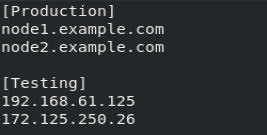 [Production]
node1.example.com
node2.example.com

[Testing]
192.168.61.125
172.125.250.26